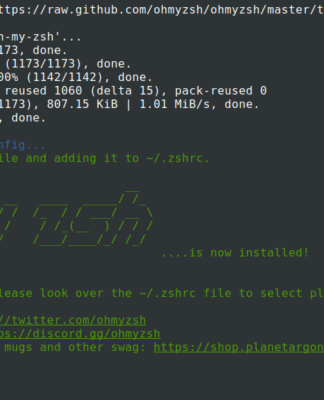 ttps://raw.github.com/ohmyzsh/ohmyzsh/master/t
h-my-zsh'...
173, done.
(1173/1173), done.
00% (1142/1142), done.
reused 1060 (delta 15), pack-reused 0
1173), 807.15 KiB | 1.01 MiB/s, done.
, done.
nfig...
ile and adding it to ~/.zshrc.
....is now installed!
lease look over the ~/.zshrc file to select pl
//twitter.com/ohmyzsh
ps://discord.gg/ohmyzsh
mugs and other swag: https://shop.planetargon